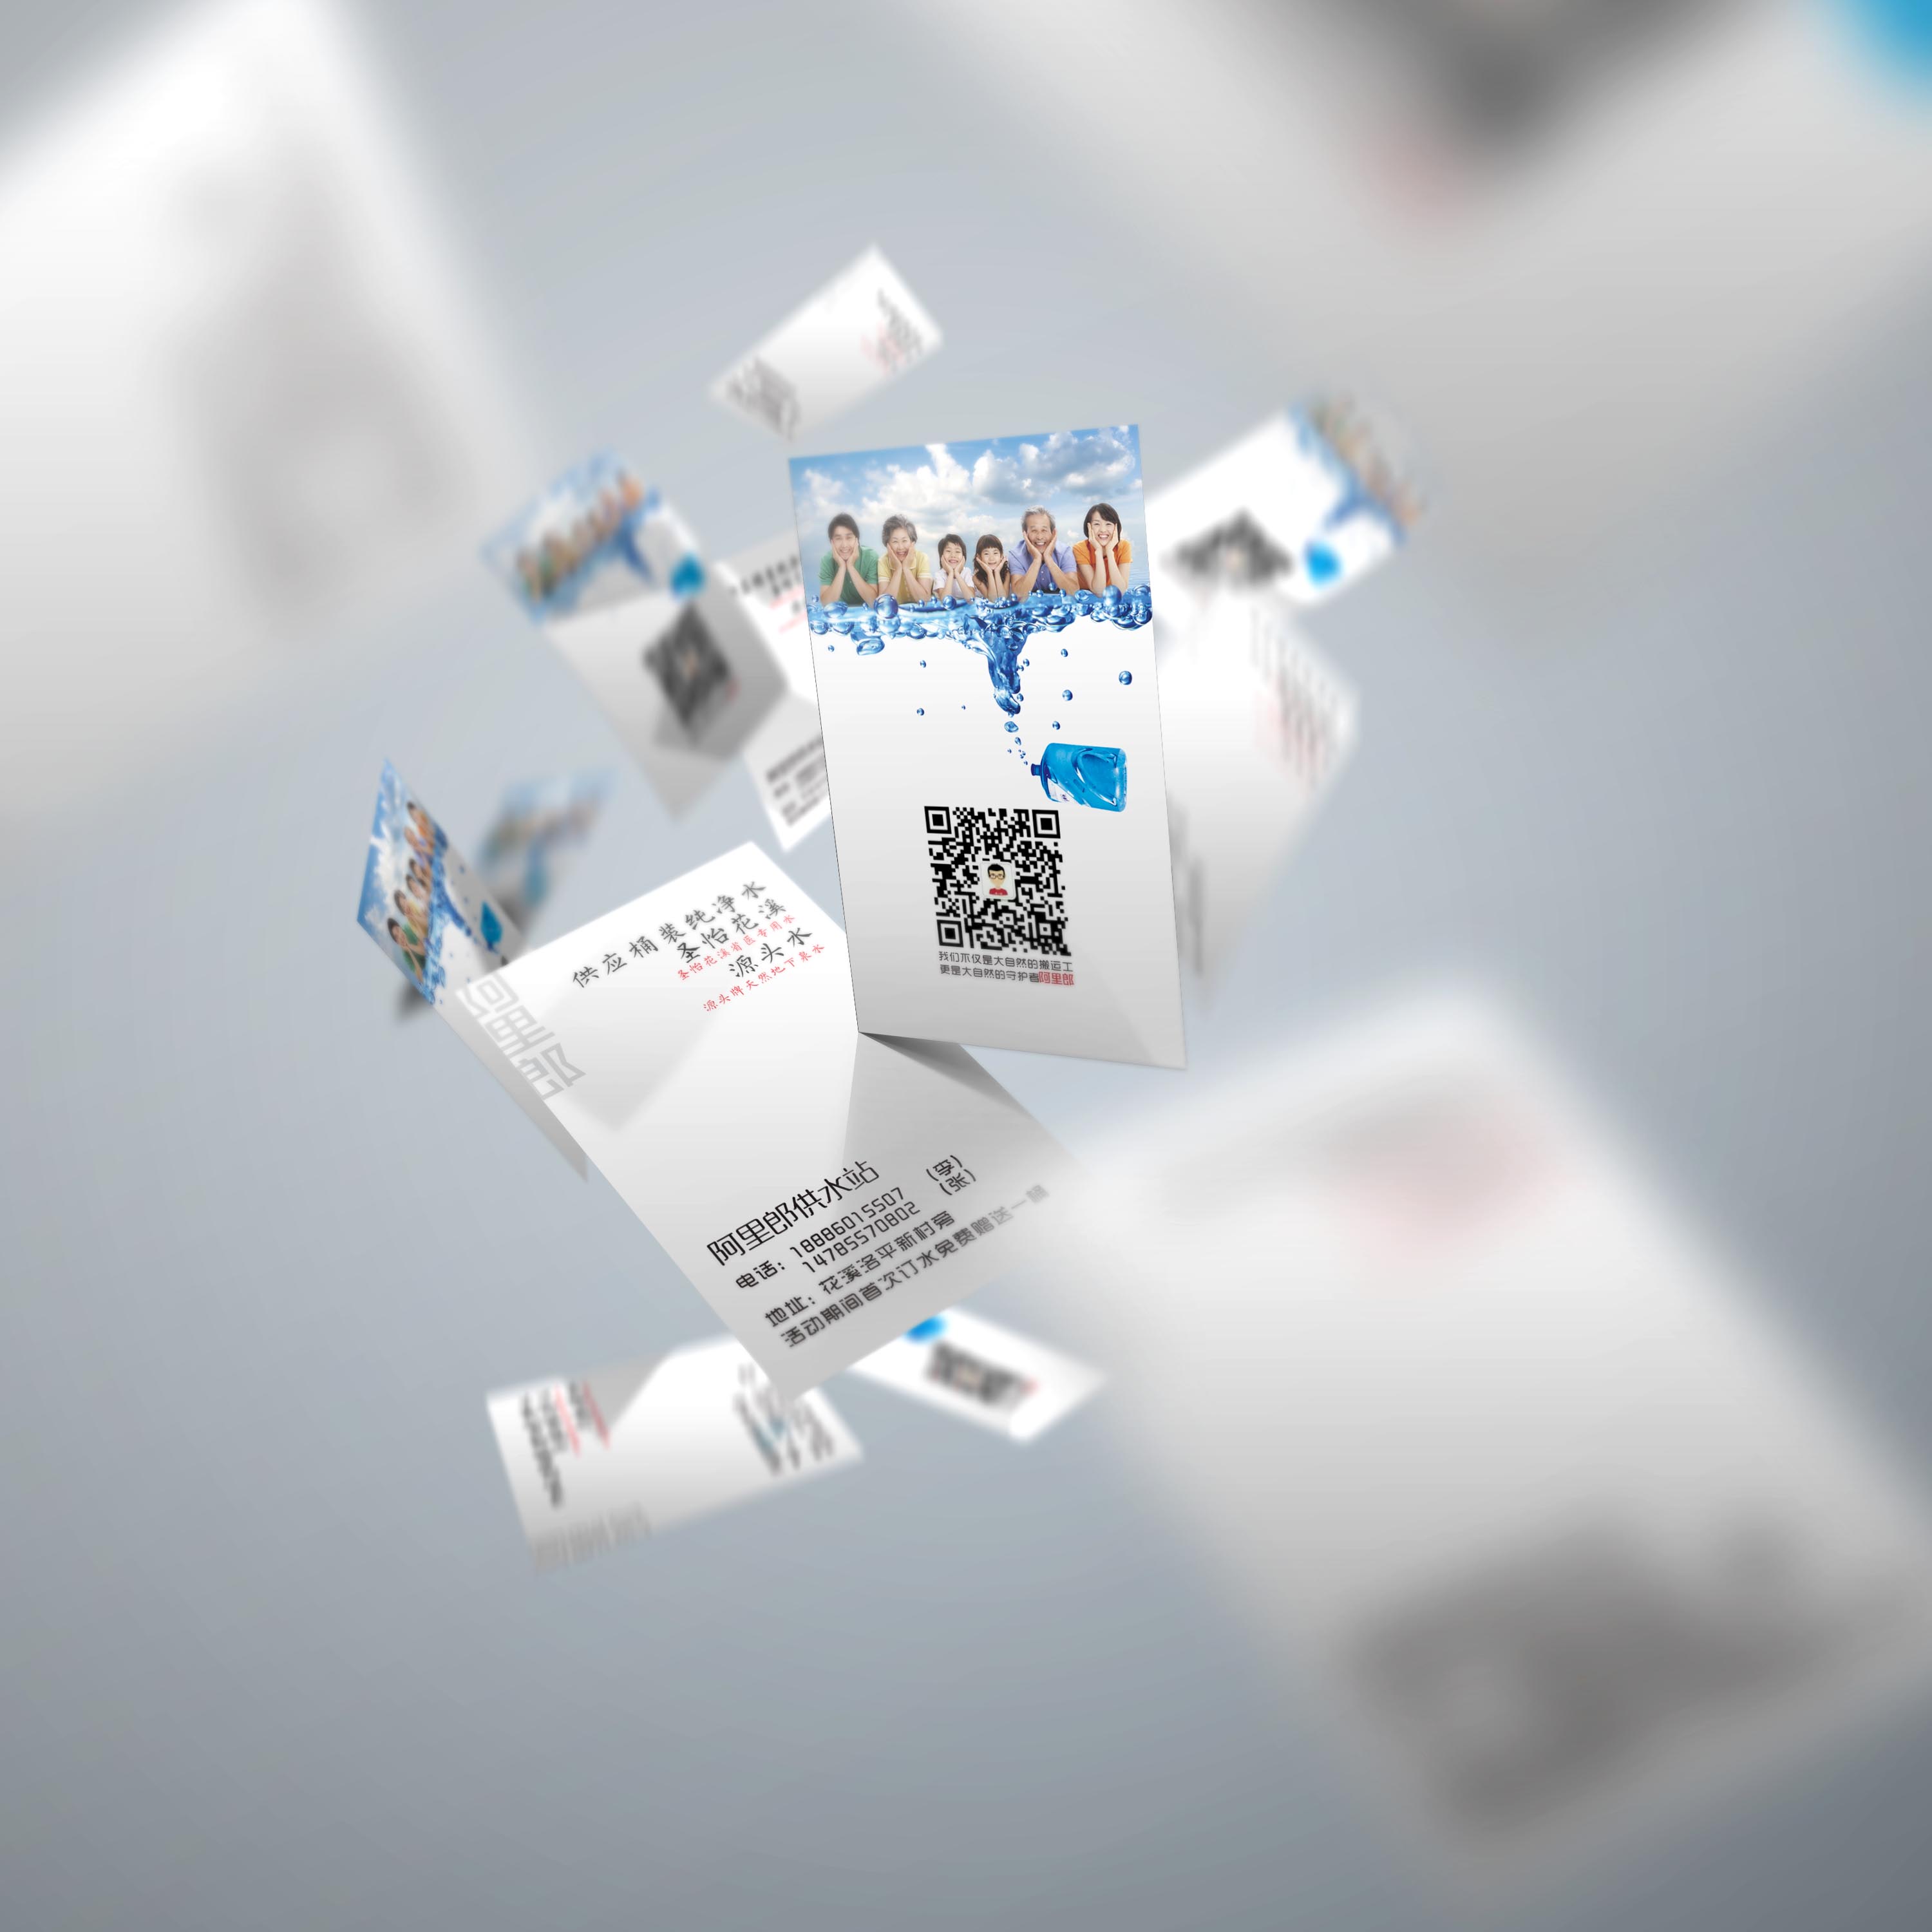 我们不仅是大自然的搬运工
更是大自然的守护者阿里郎
供应桶装纯净水
圣怡花溪
圣怡花溪省医专用水
源头水
源头牌天然地下泉水
阿里郎
阿里郎供水站
电话：18886015507 （李）
14785570802 （张）
地址：花溪洛平新村旁
活动期间首次订水免费赠送一桶